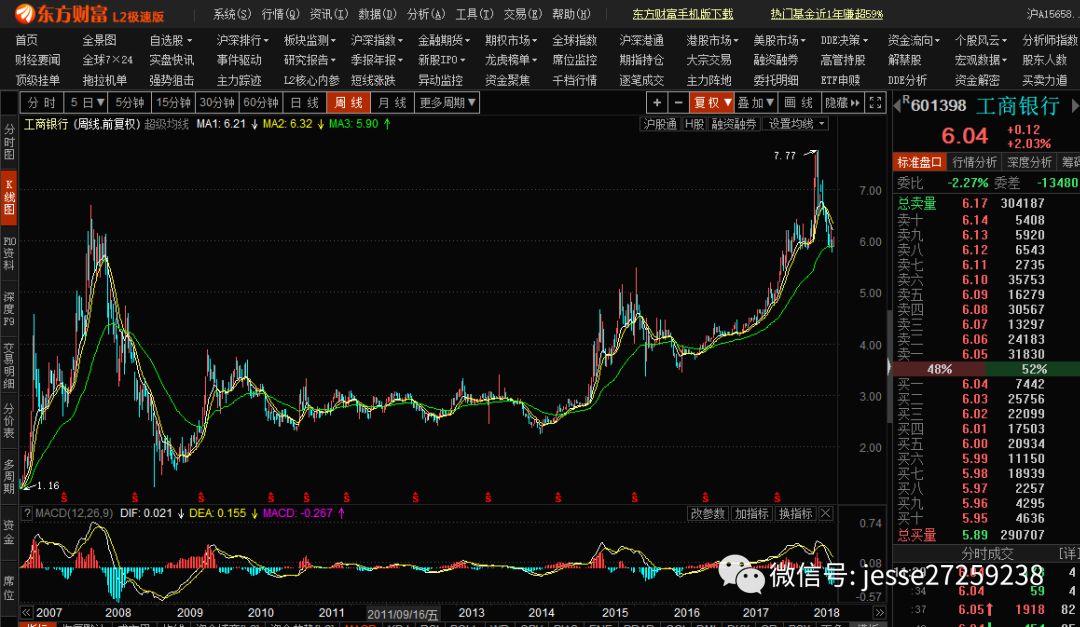 东方财富 L2极速版 系统(S) 行情(Q) 资讯(I) 数据(D) 分析(A) 工具(T) 交易(E) 帮助(H) 东方财富手机版下载 热门基金近1年赚超59% 沪A15658.
首页 全景图 自选股 沪深排行 板块监测 沪深指数 金融期货 期权市场 全球指数 沪深港通 港股市场 美股市场 DDE决策 资金流向 个股风云 分析师指数
财经要闻 全球7×24 实盘快讯 事件驱动 研究报告 季报年报 新股IPO 龙虎榜单 席位监控 期指持仓 大宗交易 融资融券 高管持股 解禁股 宏观数据 股东人数
顶级挂单 拖拉机单 强势狙击 主力踪迹 L2核心内参 短线涨跌 异动监控 资金聚焦 千档行情 逐笔成交 主力阵地 委托明细 ETF申赎 DDE分析 资金解密 买卖力道
分时 5日 5分钟 15分钟 30分钟 60分钟 日线 周线 月线 更多周期 + − 复权 叠加 画线 隐藏
工商银行 (周线,前复权) 超级均线 MA1: 6.21 ↓ MA2: 6.32 ↓ MA3: 5.90 ↑ 沪股通 H股 融资融券 设置均线
分时图
K线图
F10资料
深度F9
交易明细
分价表
多周期
资金
席位
7.77
7.00
6.00
5.00
4.00
3.00
2.00
1.16
? MACD(12,26,9) DIF: 0.021 ↓ DEA: 0.155 ↓ MACD: -0.267 ↑ 改参数 加指标 换指标
0.74
0.08
-0.57
2007 2008 2009 2010 2011 2011/09/16/五 2013 2014 2015 2016 2017 2018
R 601398 工商银行
6.04 +0.12
+2.03%
标准盘口 行情分析 深度分析 筹码
委比 -2.27% 委差 -13480
总卖量 6.17 304187
卖十 6.14 5408
卖九 6.13 5920
卖八 6.12 6543
卖七 6.11 2735
卖六 6.10 35753
卖五 6.09 16279
卖四 6.08 30567
卖三 6.07 13297
卖二 6.06 24183
卖一 6.05 31830
48% 52%
买一 6.04 7442
买二 6.03 25756
买三 6.02 22099
买四 6.01 17503
买五 6.00 20934
买六 5.99 11150
买七 5.98 18939
买八 5.97 2257
买九 5.96 4295
买十 5.95 4636
总买量 5.89 290707
分时成交 [详]
:34 6.04 59 4
:37 6.05↑ 1918 82
微信号: jesse27259238